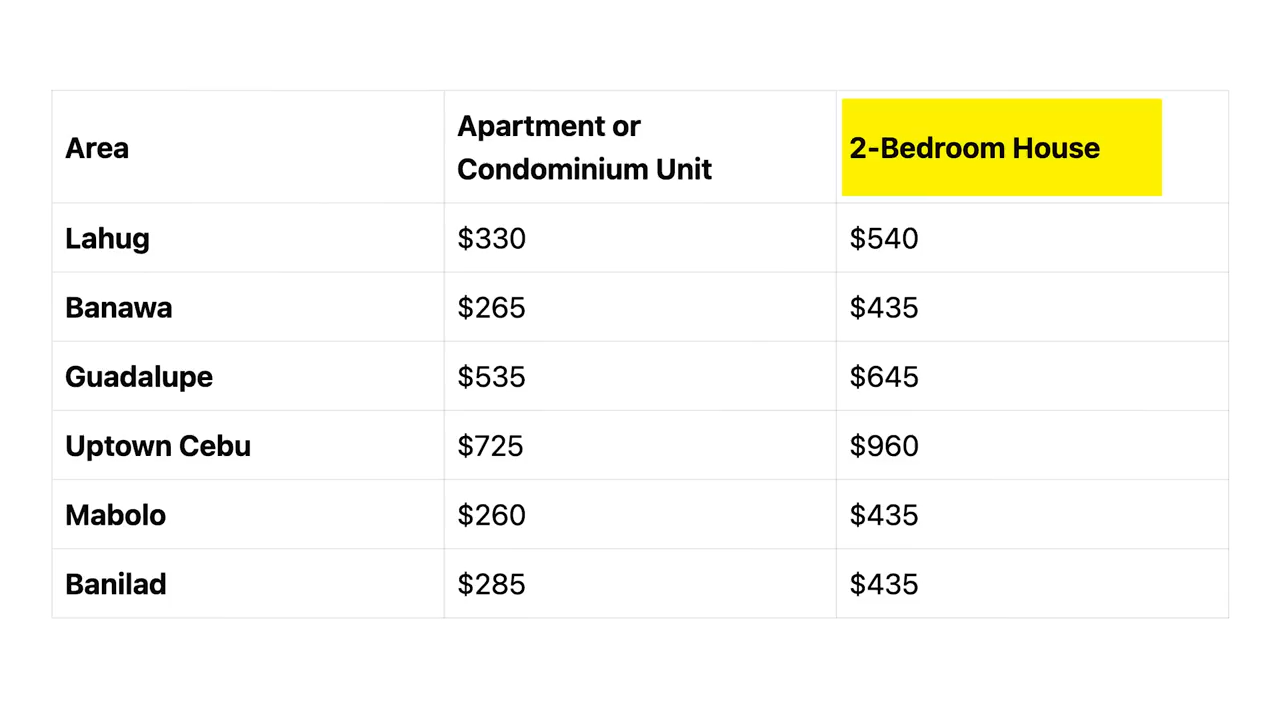 Area
Apartment or
Condominium Unit
2-Bedroom House
Lahug
$330
$540
Banawa
$265
$435
Guadalupe
$535
$645
Uptown Cebu
$725
$960
Mabolo
$260
$435
Banilad
$285
$435